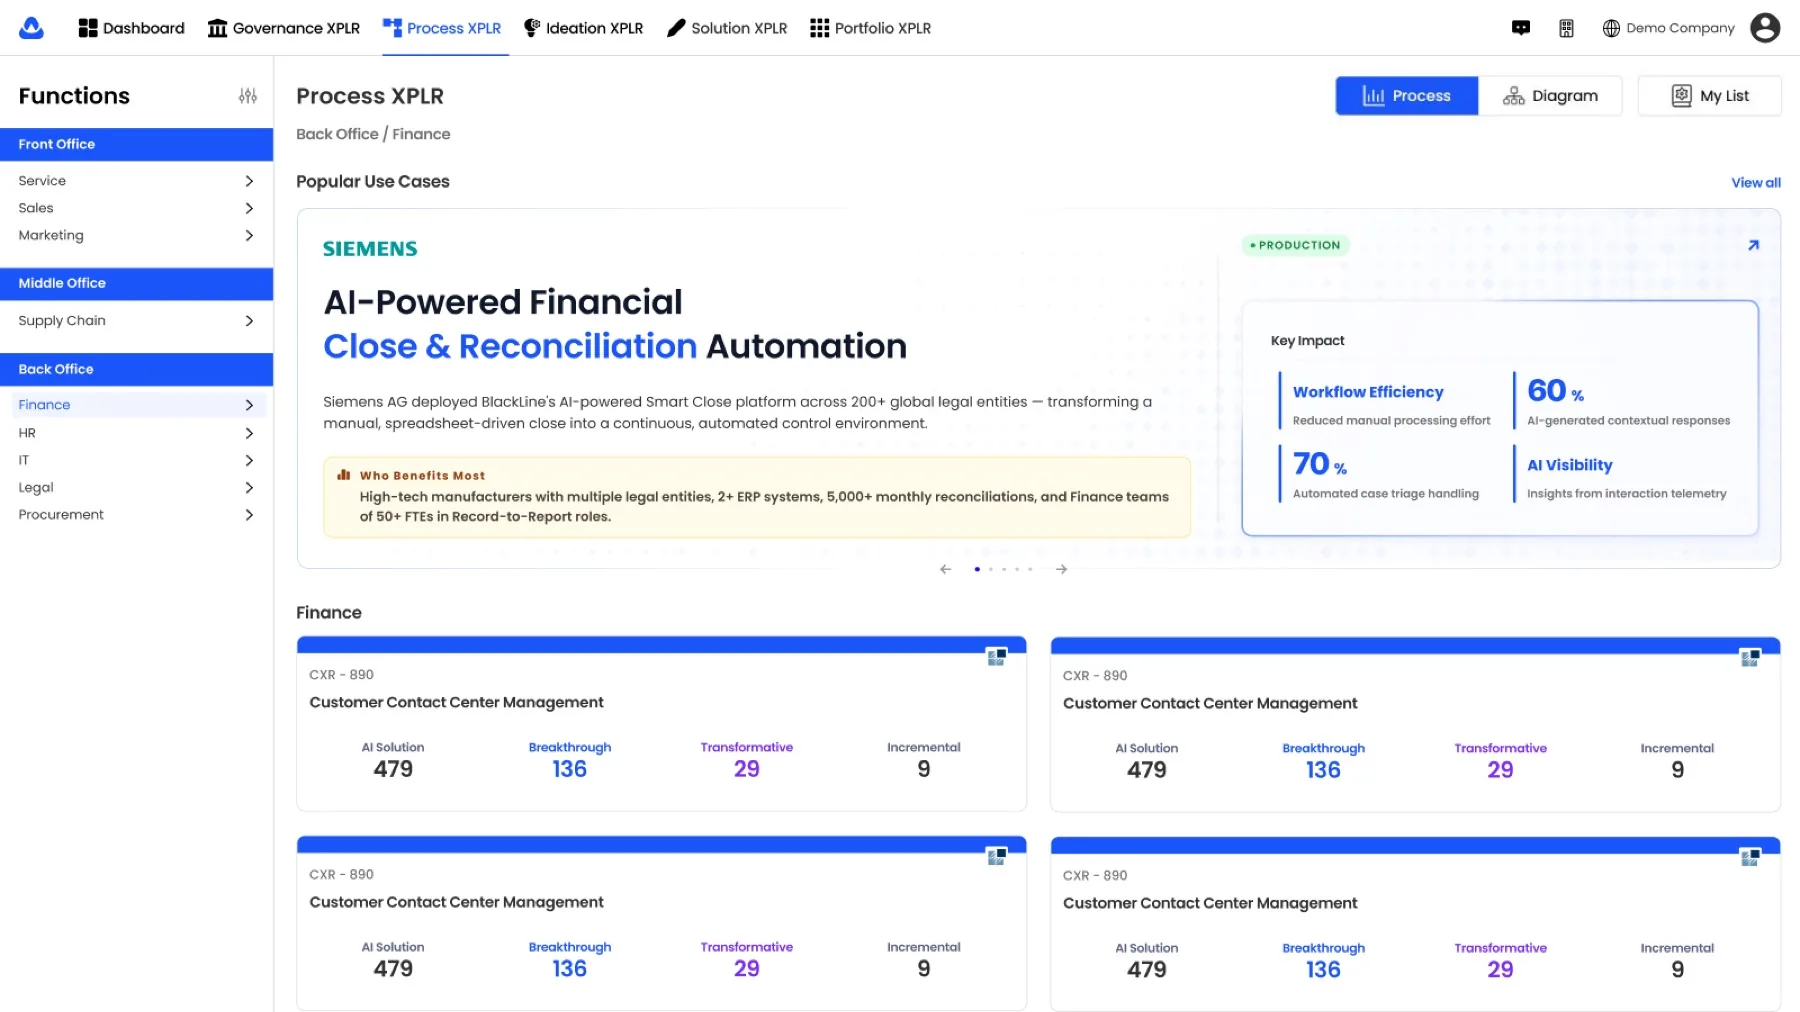 Dashboard
Governance XPLR
Process XPLR
Ideation XPLR
Solution XPLR
Portfolio XPLR
Demo Company
Functions
Front Office
Service
Sales
Marketing
Middle Office
Supply Chain
Back Office
Finance
HR
IT
Legal
Procurement
Process XPLR
Back Office / Finance
Process
Diagram
My List
Popular Use Cases
View all
SIEMENS
AI-Powered Financial
Close & Reconciliation Automation
Siemens AG deployed BlackLine's AI-powered Smart Close platform across 200+ global legal entities — transforming a
manual, spreadsheet-driven close into a continuous, automated control environment.
Who Benefits Most
High-tech manufacturers with multiple legal entities, 2+ ERP systems, 5,000+ monthly reconciliations, and Finance teams
of 50+ FTEs in Record-to-Report roles.
PRODUCTION
Key Impact
Workflow Efficiency
Reduced manual processing effort
60 %
AI-generated contextual responses
70 %
Automated case triage handling
AI Visibility
Insights from interaction telemetry
Finance
CXR - 890
Customer Contact Center Management
AI Solution Breakthrough Transformative Incremental
479 136 29 9
CXR - 890
Customer Contact Center Management
AI Solution Breakthrough Transformative Incremental
479 136 29 9
CXR - 890
Customer Contact Center Management
AI Solution Breakthrough Transformative Incremental
479 136 29 9
CXR - 890
Customer Contact Center Management
AI Solution Breakthrough Transformative Incremental
479 136 29 9